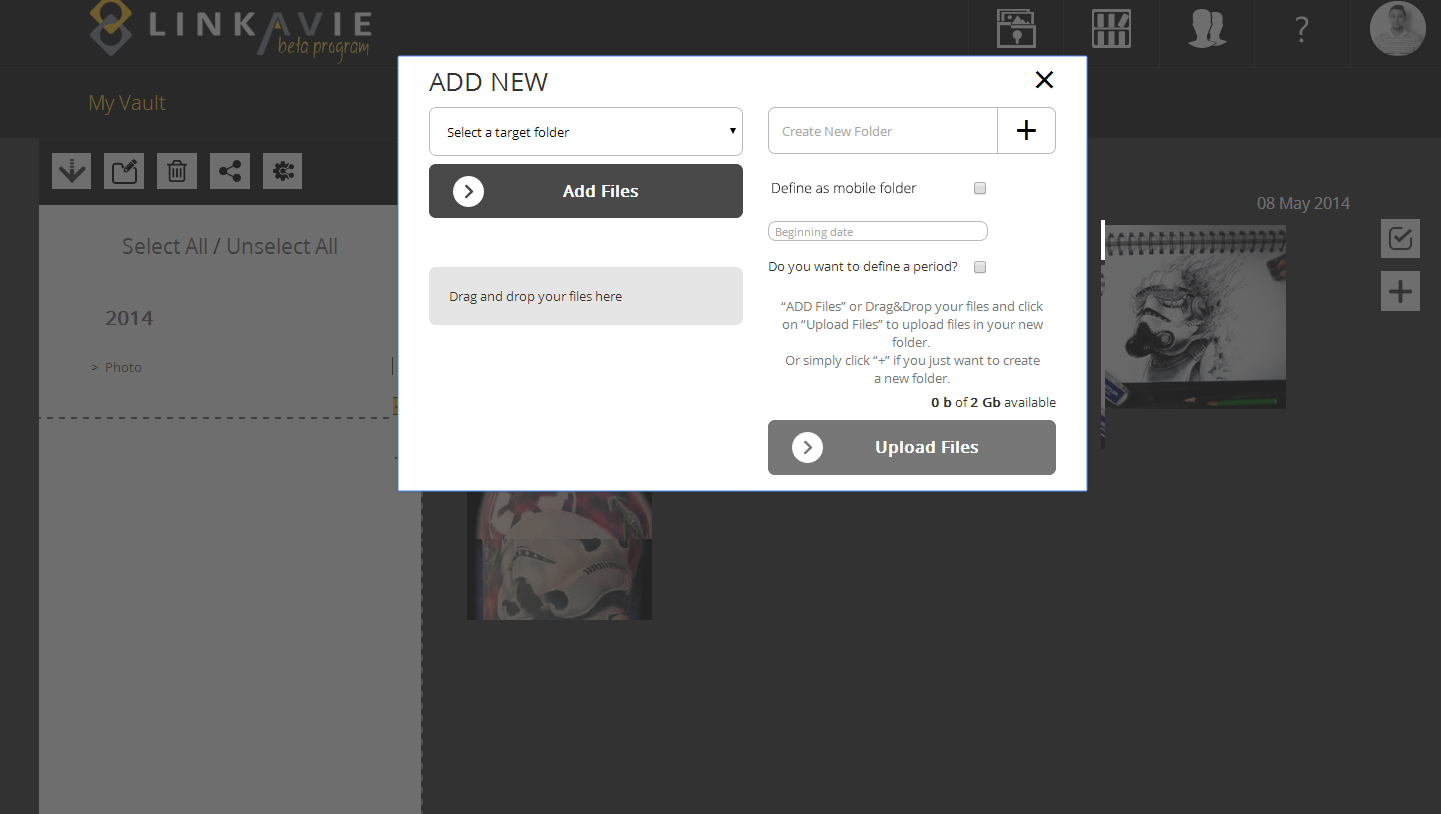 LINKAVIE
beta program
?
My Vault
ADD NEW
Select a target folder
Create New Folder
Add Files
Define as mobile folder
Beginning date
Do you want to define a period?
Drag and drop your files here
“ADD Files” or Drag&Drop your files and click
on “Upload Files” to upload files in your new
folder.
Or simply click “+” if you just want to create
a new folder.
0 b of 2 Gb available
Upload Files
Select All / Unselect All
2014
> Photo
08 May 2014